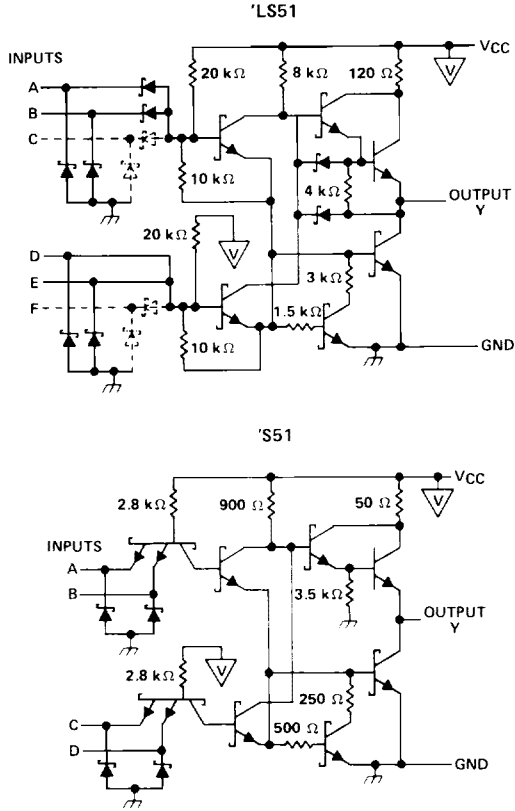 'LS51
VCC
INPUTS
20 kΩ
8 kΩ
120 Ω
V
A
B
C
10 kΩ
4 kΩ
OUTPUT
Y
20 kΩ
V
D
E
3 kΩ
F
1.5 kΩ
10 kΩ
GND
'S51
VCC
2.8 kΩ
900 Ω
50 Ω
V
INPUTS
A
B
3.5 kΩ
OUTPUT
Y
2.8 kΩ
V
250 Ω
C
500 Ω
D
GND